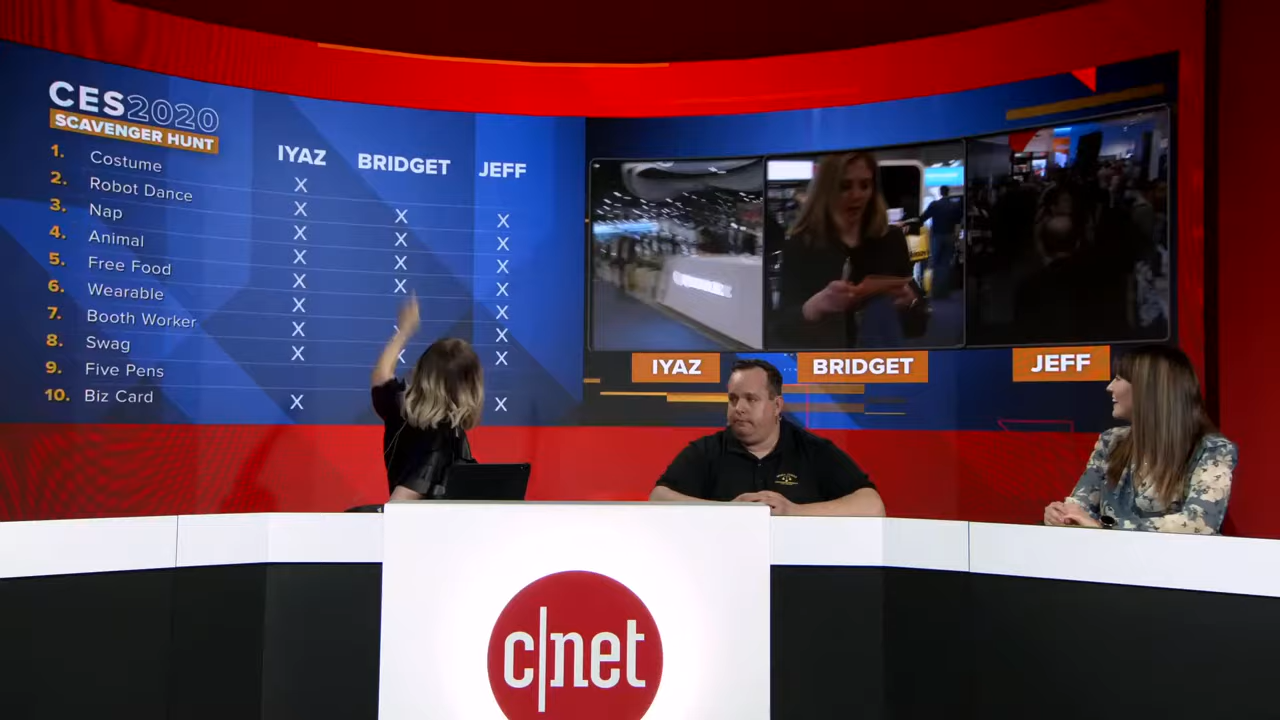 CES2020
SCAVENGER HUNT
IYAZ BRIDGET JEFF
1. Costume X
2. Robot Dance X X X
3. Nap X X X
4. Animal X X X
5. Free Food X X X
6. Wearable X X
7. Booth Worker X X X
8. Swag X X X
9. Five Pens
10. Biz Card X X
IYAZ
BRIDGET
JEFF
c|net